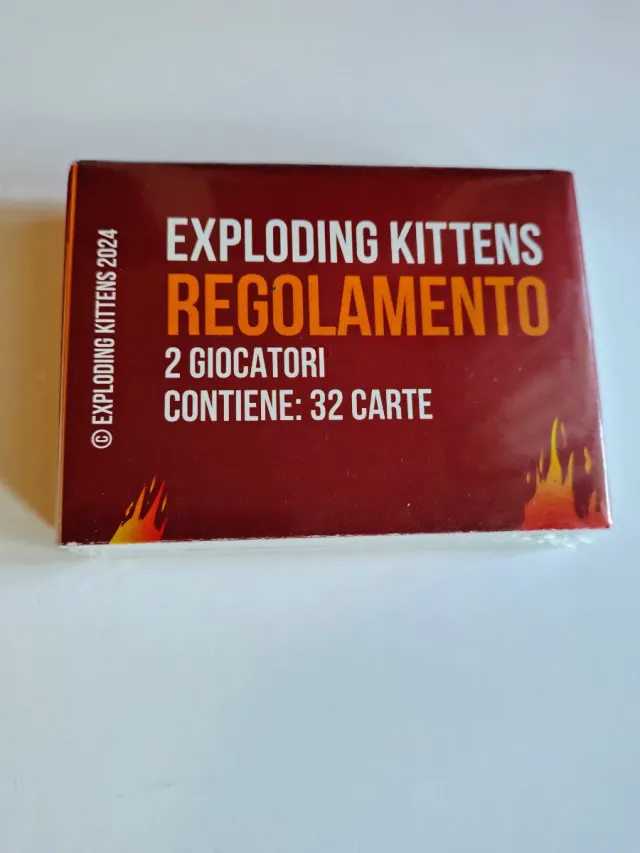 EXPLODING KITTENS
REGOLAMENTO
2 GIOCATORI
CONTIENE: 32 CARTE
© EXPLODING KITTENS 2024